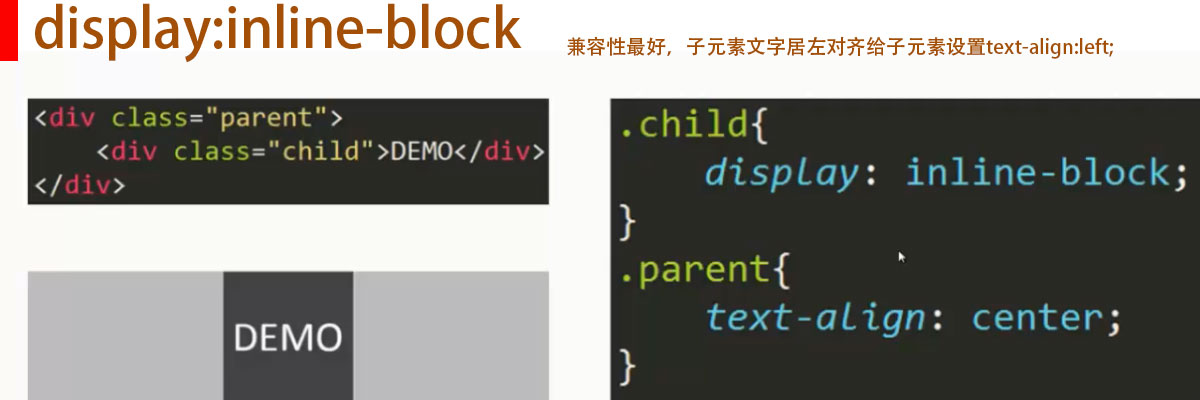 display:inline-block
兼容性最好，子元素文字居左对齐给子元素设置text-align:left;
<div class="parent">
    <div class="child">DEMO</div>
</div>
DEMO
.child{
    display: inline-block;
}
.parent{
    text-align: center;
}